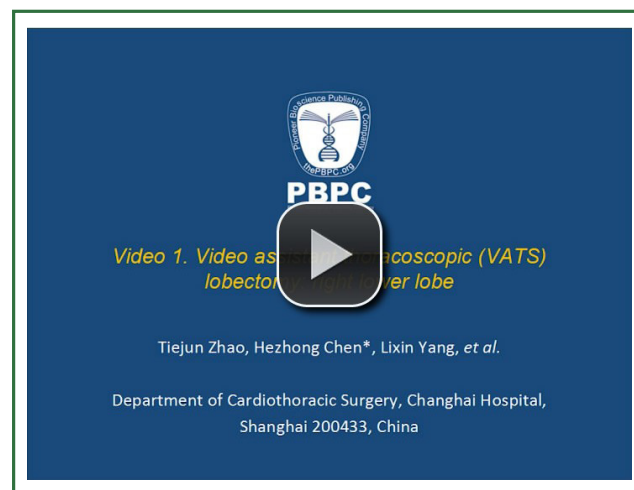 Pioneer Bioscience Publishing Company
thePBPC.org
PBPC
Video 1. Video (VATS)
lobectomy lobe
Tiejun Zhao, Hezhong Chen*, Lixin Yang, et al.
Department of Cardiothoracic Surgery, Changhai Hospital,
Shanghai 200433, China